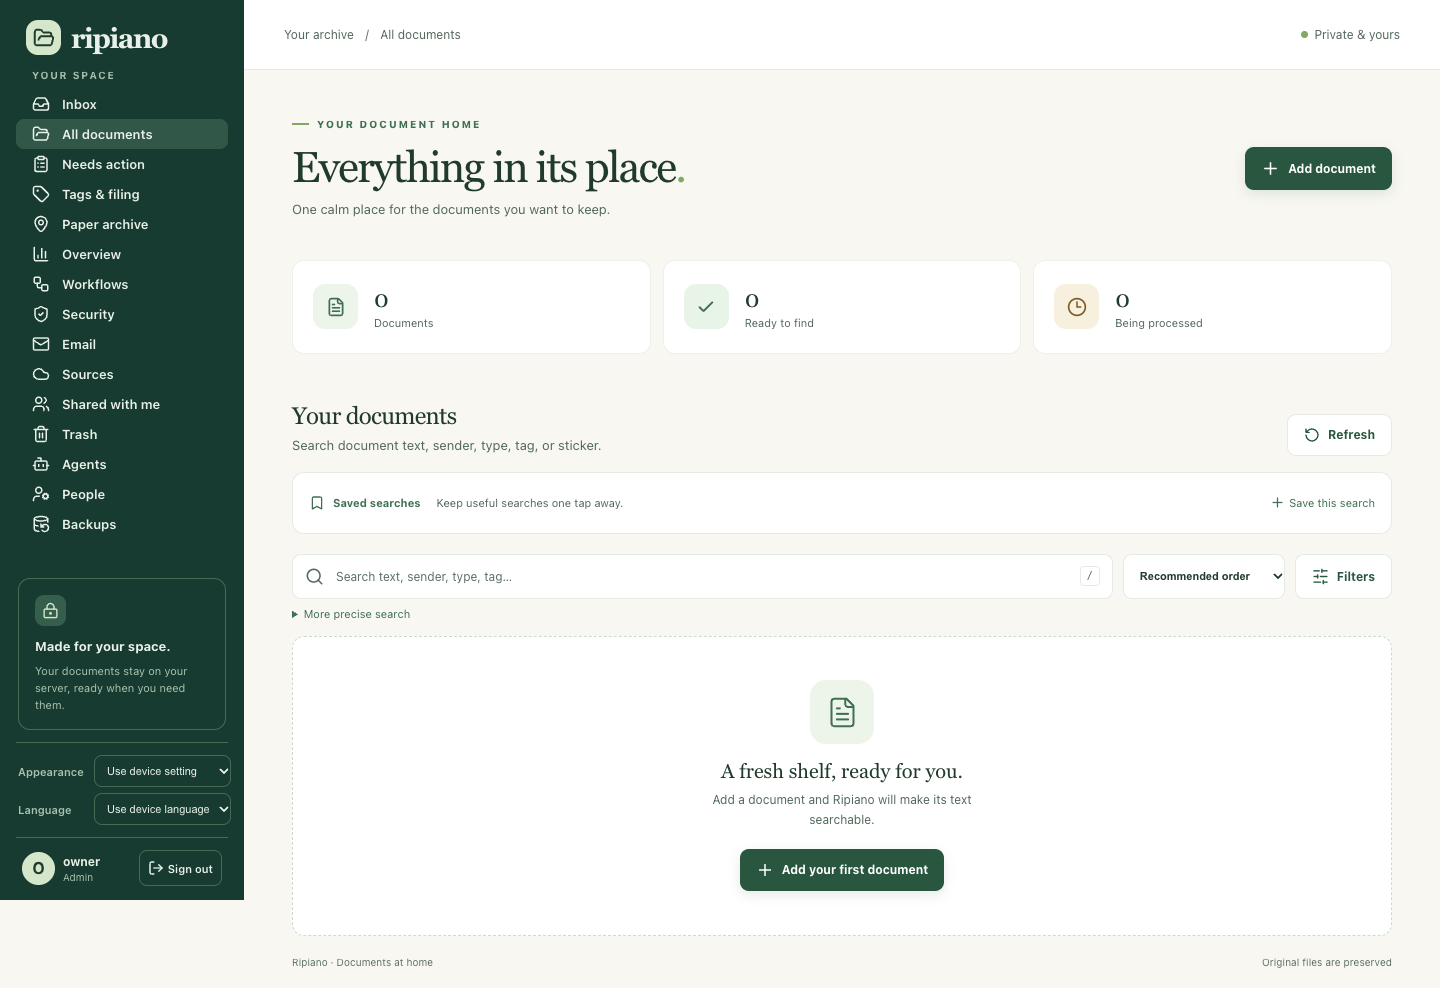 ripiano
YOUR SPACE
Inbox
All documents
Needs action
Tags & filing
Paper archive
Overview
Workflows
Security
Email
Sources
Shared with me
Trash
Agents
People
Backups
Made for your space.
Your documents stay on your
server, ready when you need
them.
Appearance
Use device setting
Language
Use device language
O
owner
Admin
Sign out
Your archive / All documents
Private & yours
YOUR DOCUMENT HOME
Everything in its place.
One calm place for the documents you want to keep.
Add document
0
Documents
0
Ready to find
0
Being processed
Your documents
Search document text, sender, type, tag, or sticker.
Refresh
Saved searches Keep useful searches one tap away.
Save this search
Search text, sender, type, tag...
/
Recommended order
Filters
More precise search
A fresh shelf, ready for you.
Add a document and Ripiano will make its text
searchable.
Add your first document
Ripiano · Documents at home
Original files are preserved